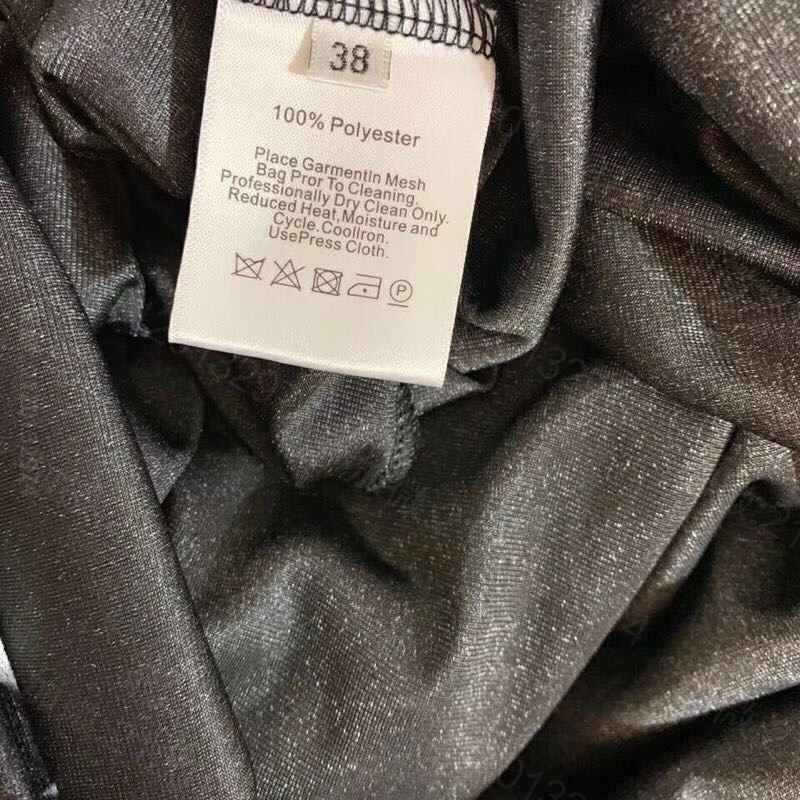 38
100% Polyester
Place GarmentIn Mesh
Bag Pror To Cleaning.
Professionally Dry Clean Only.
Reduced Heat,Moisture and
Cycle.CoolIron.
UsePress Cloth.
P